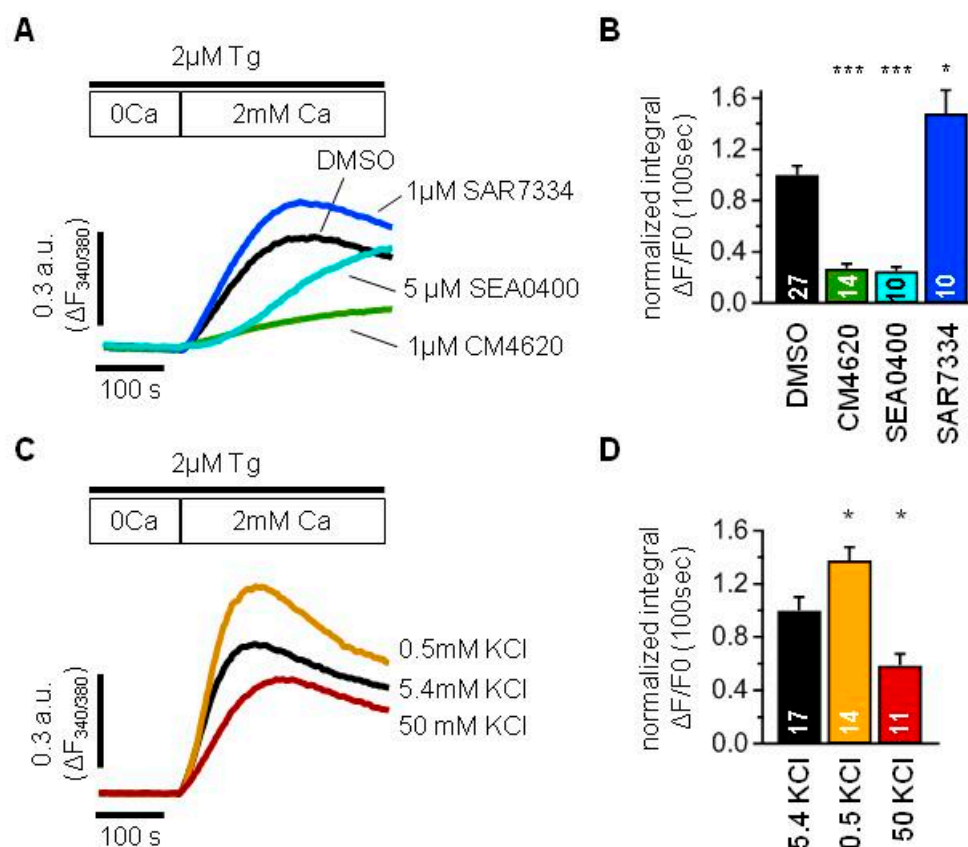 A
2µM Tg
0Ca
2mM Ca
DMSO
1µM SAR7334
5 µM SEA0400
1µM CM4620
0.3 a.u.
(ΔF340/380)
100 s
B
*** *** *
normalized integral
ΔF/F0 (100sec)
1.6
1.2
0.8
0.4
0.0
27
14
10
10
DMSO
CM4620
SEA0400
SAR7334
C
2µM Tg
0Ca
2mM Ca
0.5mM KCl
5.4mM KCl
50 mM KCl
0.3 a.u.
(ΔF340/380)
100 s
D
* *
normalized integral
ΔF/F0 (100sec)
1.6
1.2
0.8
0.4
0.0
17
14
11
5.4 KCl
0.5 KCl
50 KCl